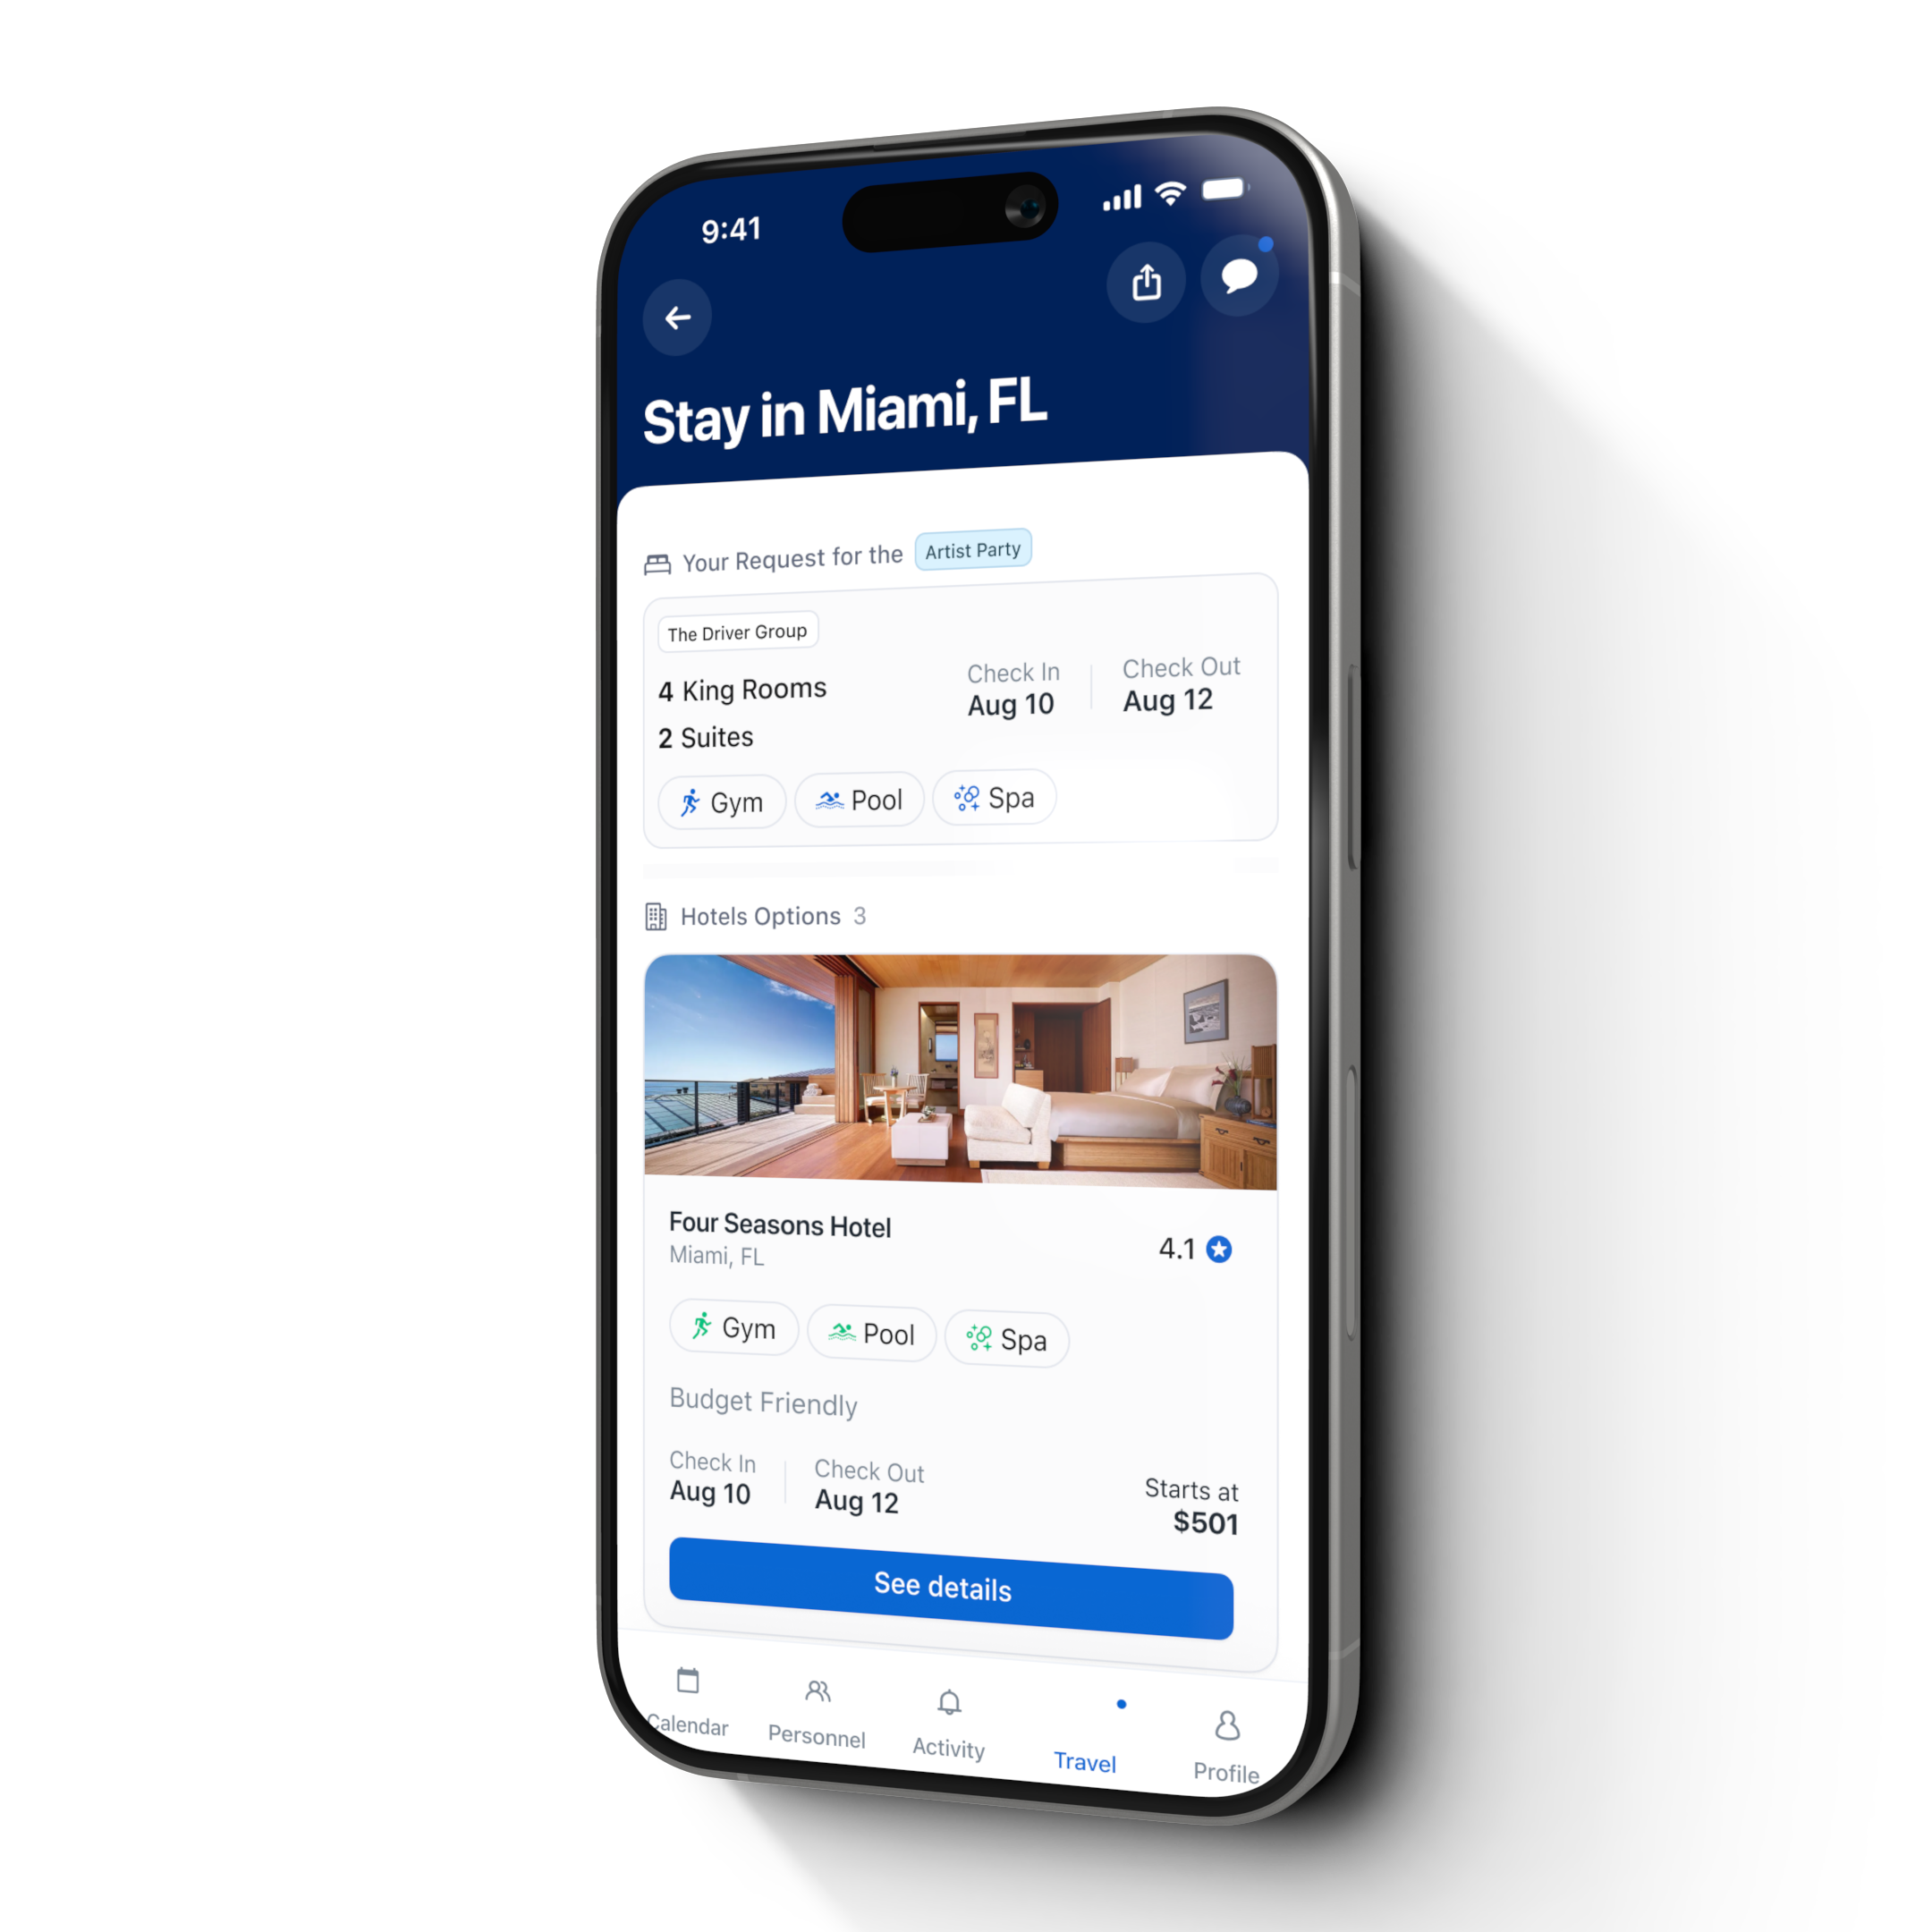 9:41
Stay in Miami, FL
Your Request for the Artist Party
The Driver Group
4 King Rooms
2 Suites
Check In
Aug 10
Check Out
Aug 12
Gym Pool Spa
Hotels Options 3
Four Seasons Hotel
Miami, FL
4.1
Gym Pool Spa
Budget Friendly
Check In
Aug 10
Check Out
Aug 12
Starts at
$501
See details
Calendar Personnel Activity Travel Profile